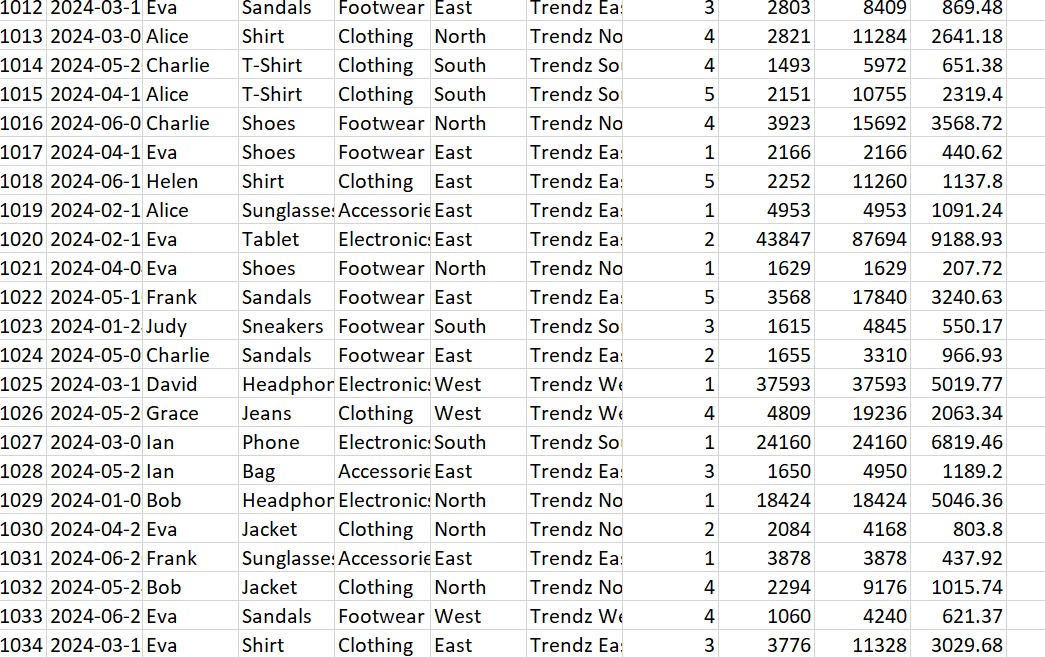 1012 2024-03-1 Eva Sandals Footwear East Trendz Ea 3 2803 8409 869.48
1013 2024-03-0 Alice Shirt Clothing North Trendz No 4 2821 11284 2641.18
1014 2024-05-2 Charlie T-Shirt Clothing South Trendz So 4 1493 5972 651.38
1015 2024-04-1 Alice T-Shirt Clothing South Trendz So 5 2151 10755 2319.4
1016 2024-06-0 Charlie Shoes Footwear North Trendz No 4 3923 15692 3568.72
1017 2024-04-1 Eva Shoes Footwear East Trendz Ea 1 2166 2166 440.62
1018 2024-06-1 Helen Shirt Clothing East Trendz Ea 5 2252 11260 1137.8
1019 2024-02-1 Alice Sunglasses Accessorie East Trendz Ea 1 4953 4953 1091.24
1020 2024-02-1 Eva Tablet Electronics East Trendz Ea 2 43847 87694 9188.93
1021 2024-04-0 Eva Shoes Footwear North Trendz No 1 1629 1629 207.72
1022 2024-05-1 Frank Sandals Footwear East Trendz Ea 5 3568 17840 3240.63
1023 2024-01-2 Judy Sneakers Footwear South Trendz So 3 1615 4845 550.17
1024 2024-05-0 Charlie Sandals Footwear East Trendz Ea 2 1655 3310 966.93
1025 2024-03-1 David Headphon Electronics West Trendz We 1 37593 37593 5019.77
1026 2024-05-2 Grace Jeans Clothing West Trendz We 4 4809 19236 2063.34
1027 2024-03-0 Ian Phone Electronics South Trendz So 1 24160 24160 6819.46
1028 2024-05-2 Ian Bag Accessorie East Trendz Ea 3 1650 4950 1189.2
1029 2024-01-0 Bob Headphon Electronics North Trendz No 1 18424 18424 5046.36
1030 2024-04-2 Eva Jacket Clothing North Trendz No 2 2084 4168 803.8
1031 2024-06-2 Frank Sunglasses Accessorie East Trendz Ea 1 3878 3878 437.92
1032 2024-05-2 Bob Jacket Clothing North Trendz No 4 2294 9176 1015.74
1033 2024-06-2 Eva Sandals Footwear West Trendz We 4 1060 4240 621.37
1034 2024-03-1 Eva Shirt Clothing East Trendz Ea 3 3776 11328 3029.68